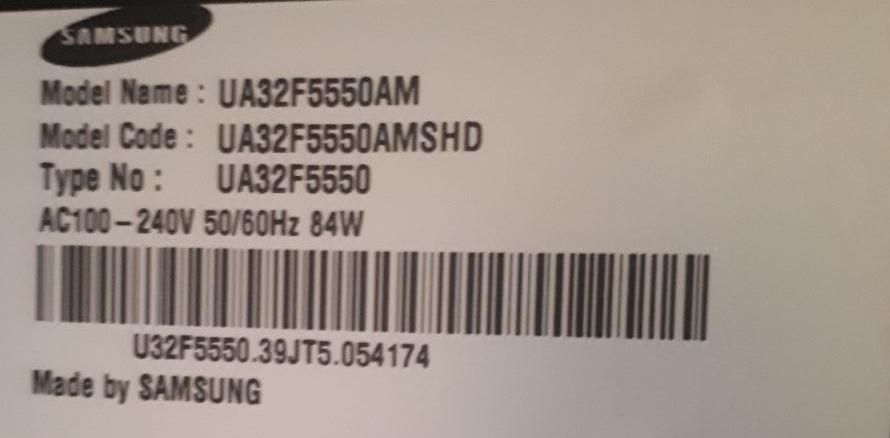 SAMSUNG
Model Name : UA32F5550AM
Model Code : UA32F5550AMSHD
Type No : UA32F5550
AC100-240V 50/60Hz 84W
U32F5550.39JT5.054174
Made by SAMSUNG